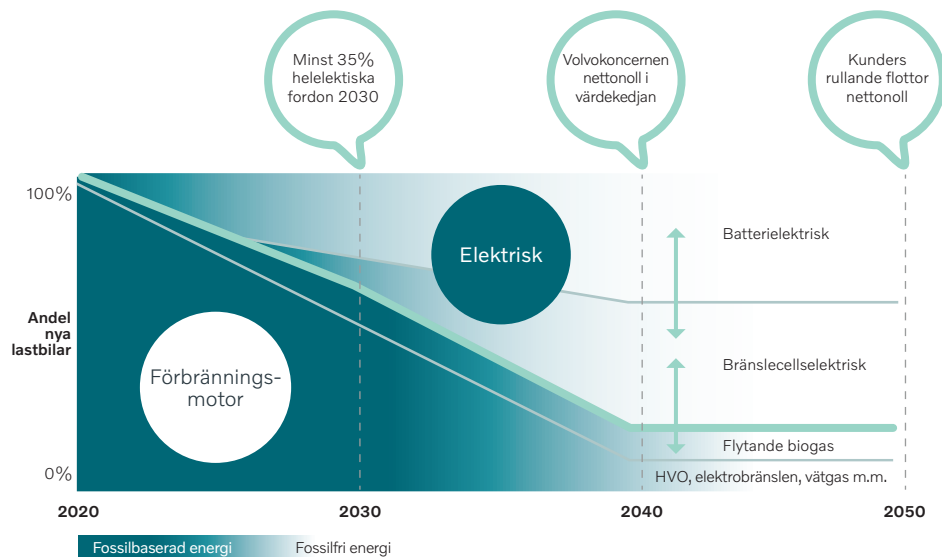 Minst 35%
helelektiska
fordon 2030
Volvokoncernen
nettonoll i
värdekedjan
Kunders
rullande flottor
nettonoll
100%
Andel
nya
lastbilar
0%
Elektrisk
Förbrännings-
motor
Batterielektrisk
Bränslecellselektrisk
Flytande biogas
HVO, elektrobränslen, vätgas m.m.
2020
2030
2040
2050
Fossilbaserad energi
Fossilfri energi